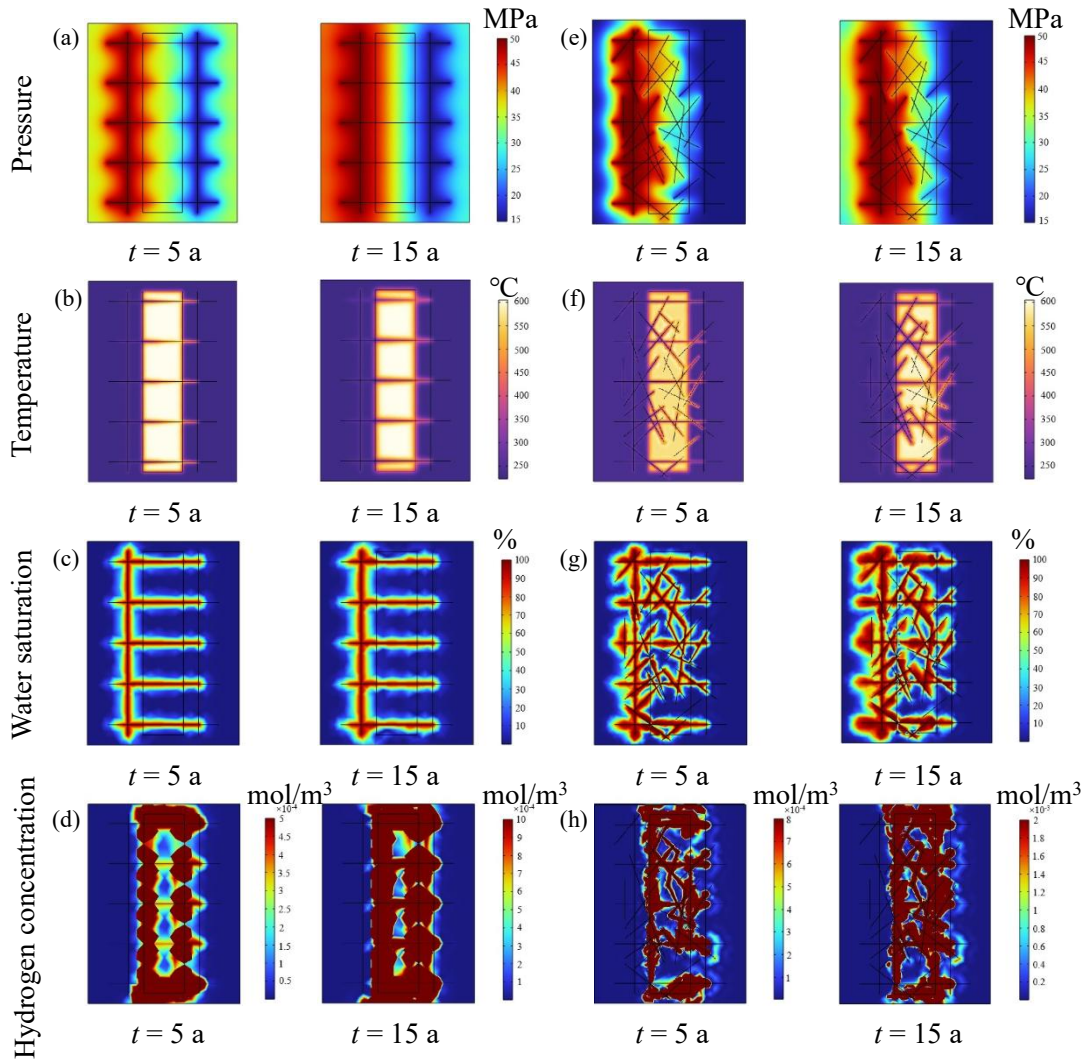 Pressure
(a)
MPa
50
45
40
35
30
25
20
15
t = 5 a
t = 15 a
(e)
MPa
50
45
40
35
30
25
20
15
t = 5 a
t = 15 a
Temperature
(b)
°C
600
550
500
450
400
350
300
250
t = 5 a
t = 15 a
(f)
°C
600
550
500
450
400
350
300
250
t = 5 a
t = 15 a
Water saturation
(c)
%
100
90
80
70
60
50
40
30
20
10
t = 5 a
t = 15 a
(g)
%
100
90
80
70
60
50
40
30
20
10
t = 5 a
t = 15 a
Hydrogen concentration
(d)
mol/m³
×10⁻⁴
5
4.5
4
3.5
3
2.5
2
1.5
1
0.5
t = 5 a
mol/m³
×10⁻⁴
10
9
8
7
6
5
4
3
2
1
t = 15 a
(h)
mol/m³
×10⁻⁴
8
7
6
5
4
3
2
1
t = 5 a
mol/m³
×10⁻³
2
1.8
1.6
1.4
1.2
1
0.8
0.6
0.4
0.2
t = 15 a